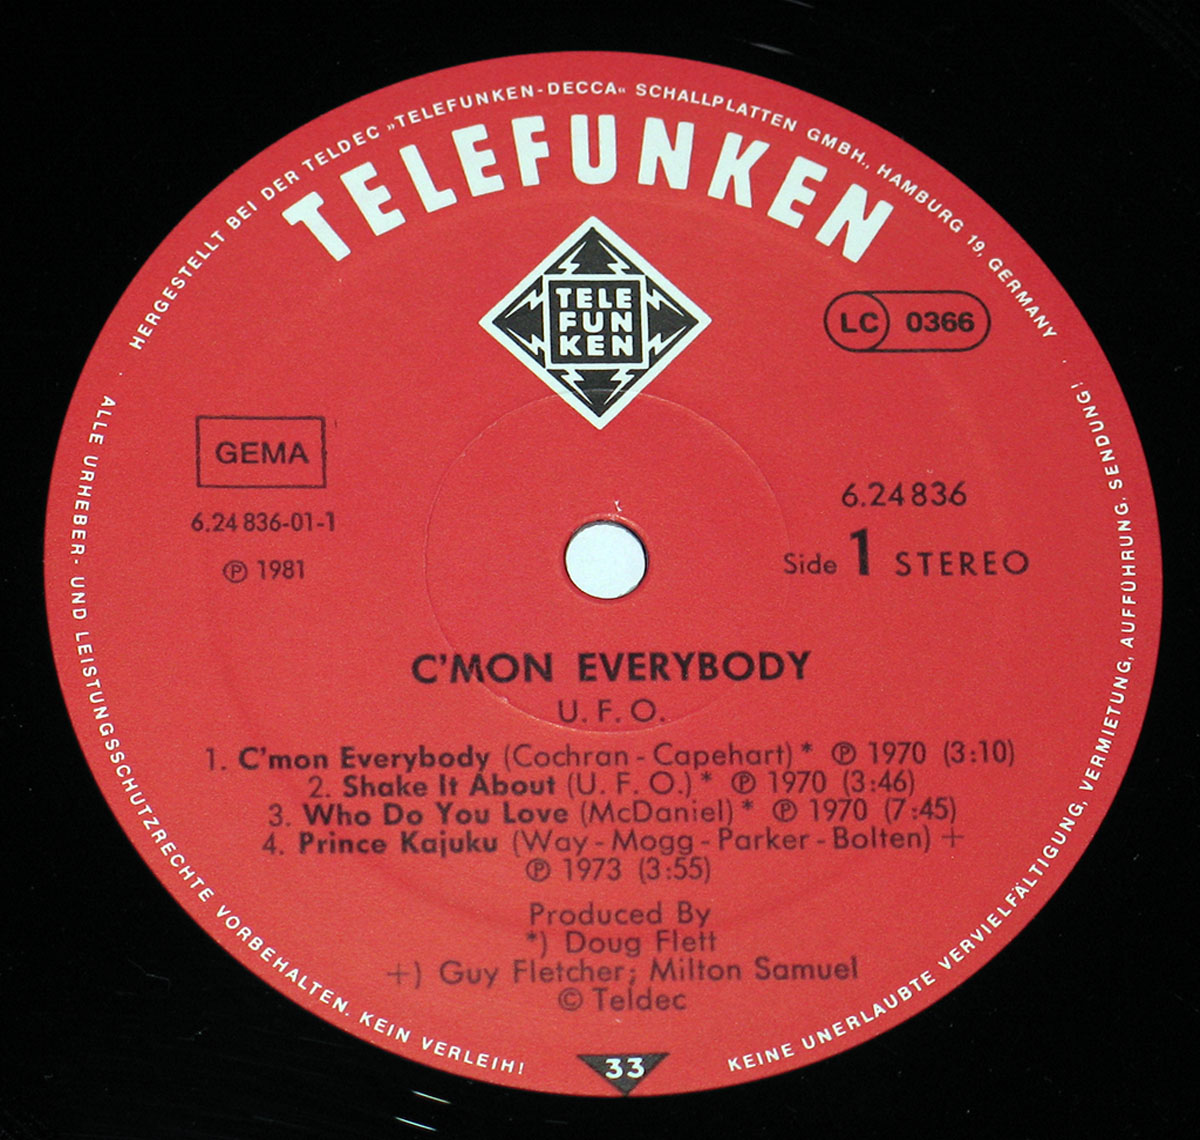 HERGESTELLT BEI DER TELDEC »TELEFUNKEN-DECCA« SCHALLPLATTEN GMBH., HAMBURG 19, GERMANY
TELEFUNKEN
TELE
FUN
KEN
LC 0366
GEMA
6.24 836-01-1
℗ 1981
6.24 836
Side 1 STEREO
C'MON EVERYBODY
U. F. O.
1. C'mon Everybody (Cochran - Capehart) * ℗ 1970 (3:10)
2. Shake It About (U. F. O.) * ℗ 1970 (3:46)
3. Who Do You Love (McDaniel) * ℗ 1970 (7:45)
4. Prince Kajuku (Way - Mogg - Parker - Bolten) +
℗ 1973 (3:55)
Produced By
*) Doug Flett
+) Guy Fletcher; Milton Samuel
© Teldec
33
ALLE URHEBER- UND LEISTUNGSSCHUTZRECHTE VORBEHALTEN. KEIN VERLEIH!
KEINE UNERLAUBTE VERVIELFÄLTIGUNG, VERMIETUNG, AUFFÜHRUNG. SENDUNG!